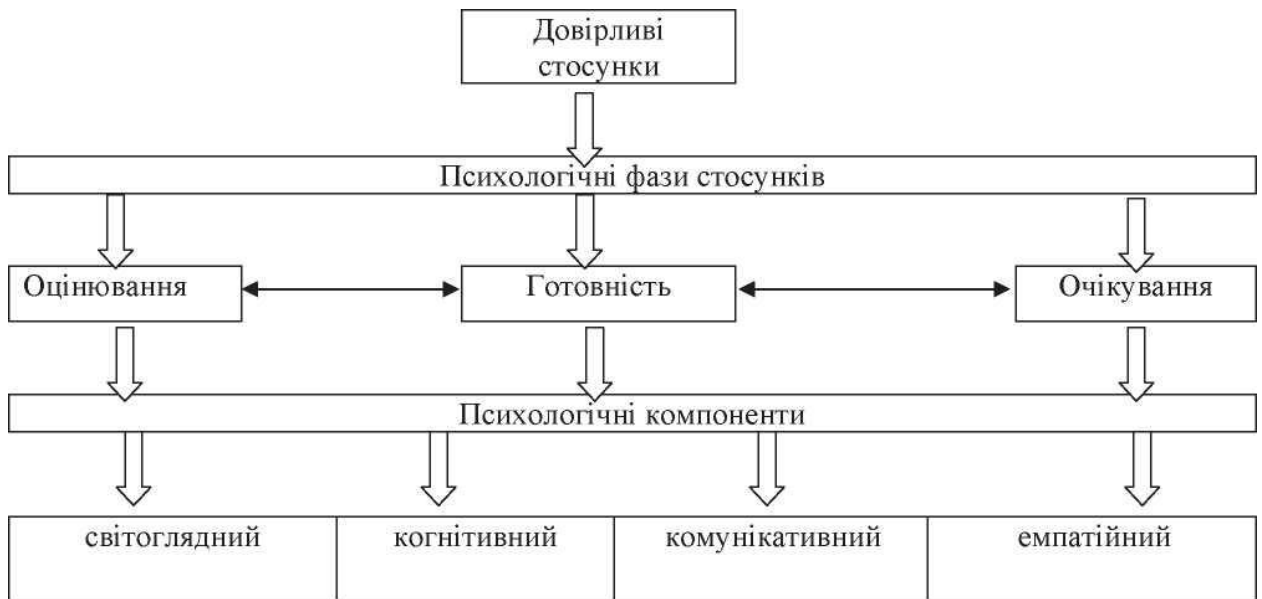 Довірливі
стосунки
Психологічні фази стосунків
Оцінювання
Готовність
Очікування
Психологічні компоненти
світоглядний
когнітивний
комунікативний
емпатійний